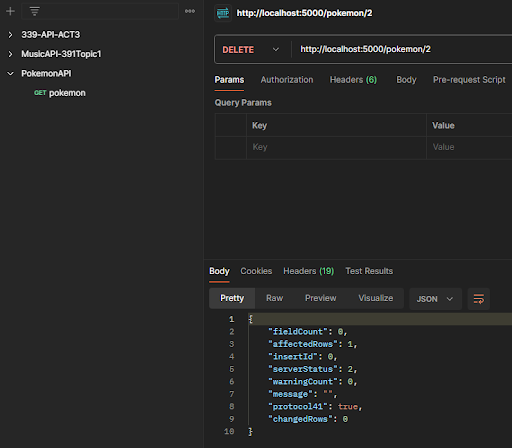 339-API-ACT3
MusicAPI-391Topic1
PokemonAPI
GET pokemon
HTTP http://localhost:5000/pokemon/2
DELETE http://localhost:5000/pokemon/2
Params Authorization Headers (6) Body Pre-request Script
Query Params
Key Value
Key Value
Body Cookies Headers (19) Test Results
Pretty Raw Preview Visualize JSON
1 {
2 "fieldCount": 0,
3 "affectedRows": 1,
4 "insertId": 0,
5 "serverStatus": 2,
6 "warningCount": 0,
7 "message": "",
8 "protocol41": true,
9 "changedRows": 0
10 }